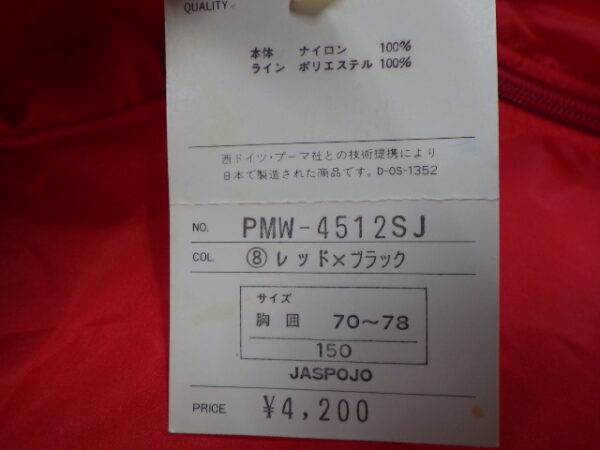 QUALITY
本体 ナイロン 100%
ライン ポリエステル 100%
西ドイツ・プーマ社との技術提携により
日本で製造された商品です。D-OS-1352
NO. PMW-4512SJ
COL. ⑧ レッド×ブラック
サイズ
胸囲 70~78
150
JASPOJO
PRICE ¥4,200